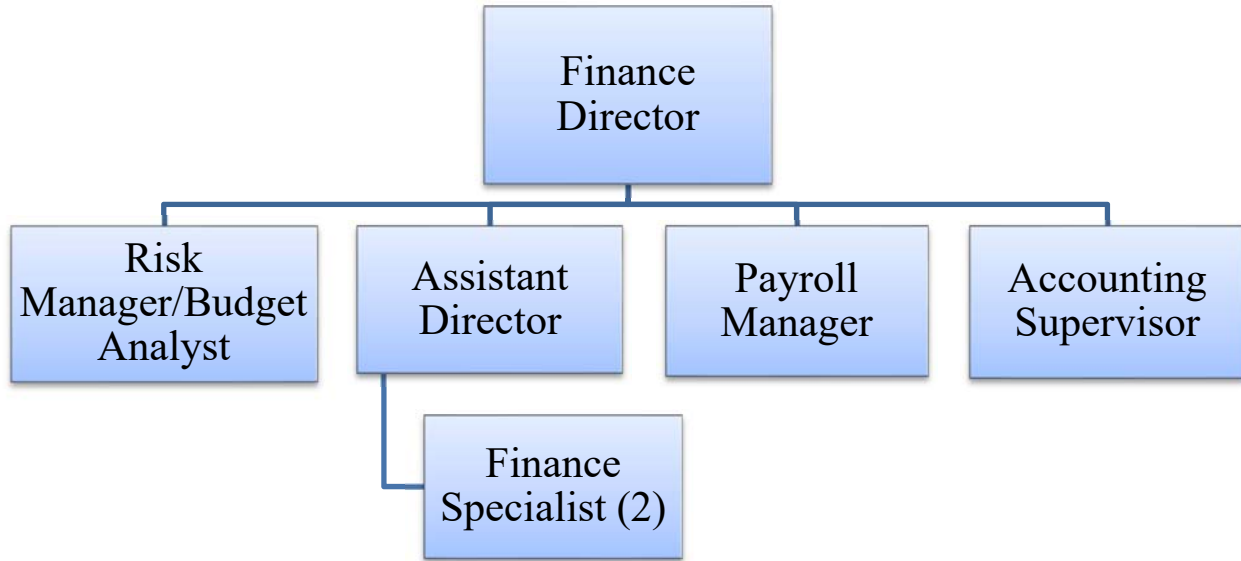 Finance
Director
Risk
Manager/Budget
Analyst
Assistant
Director
Payroll
Manager
Accounting
Supervisor
Finance
Specialist (2)